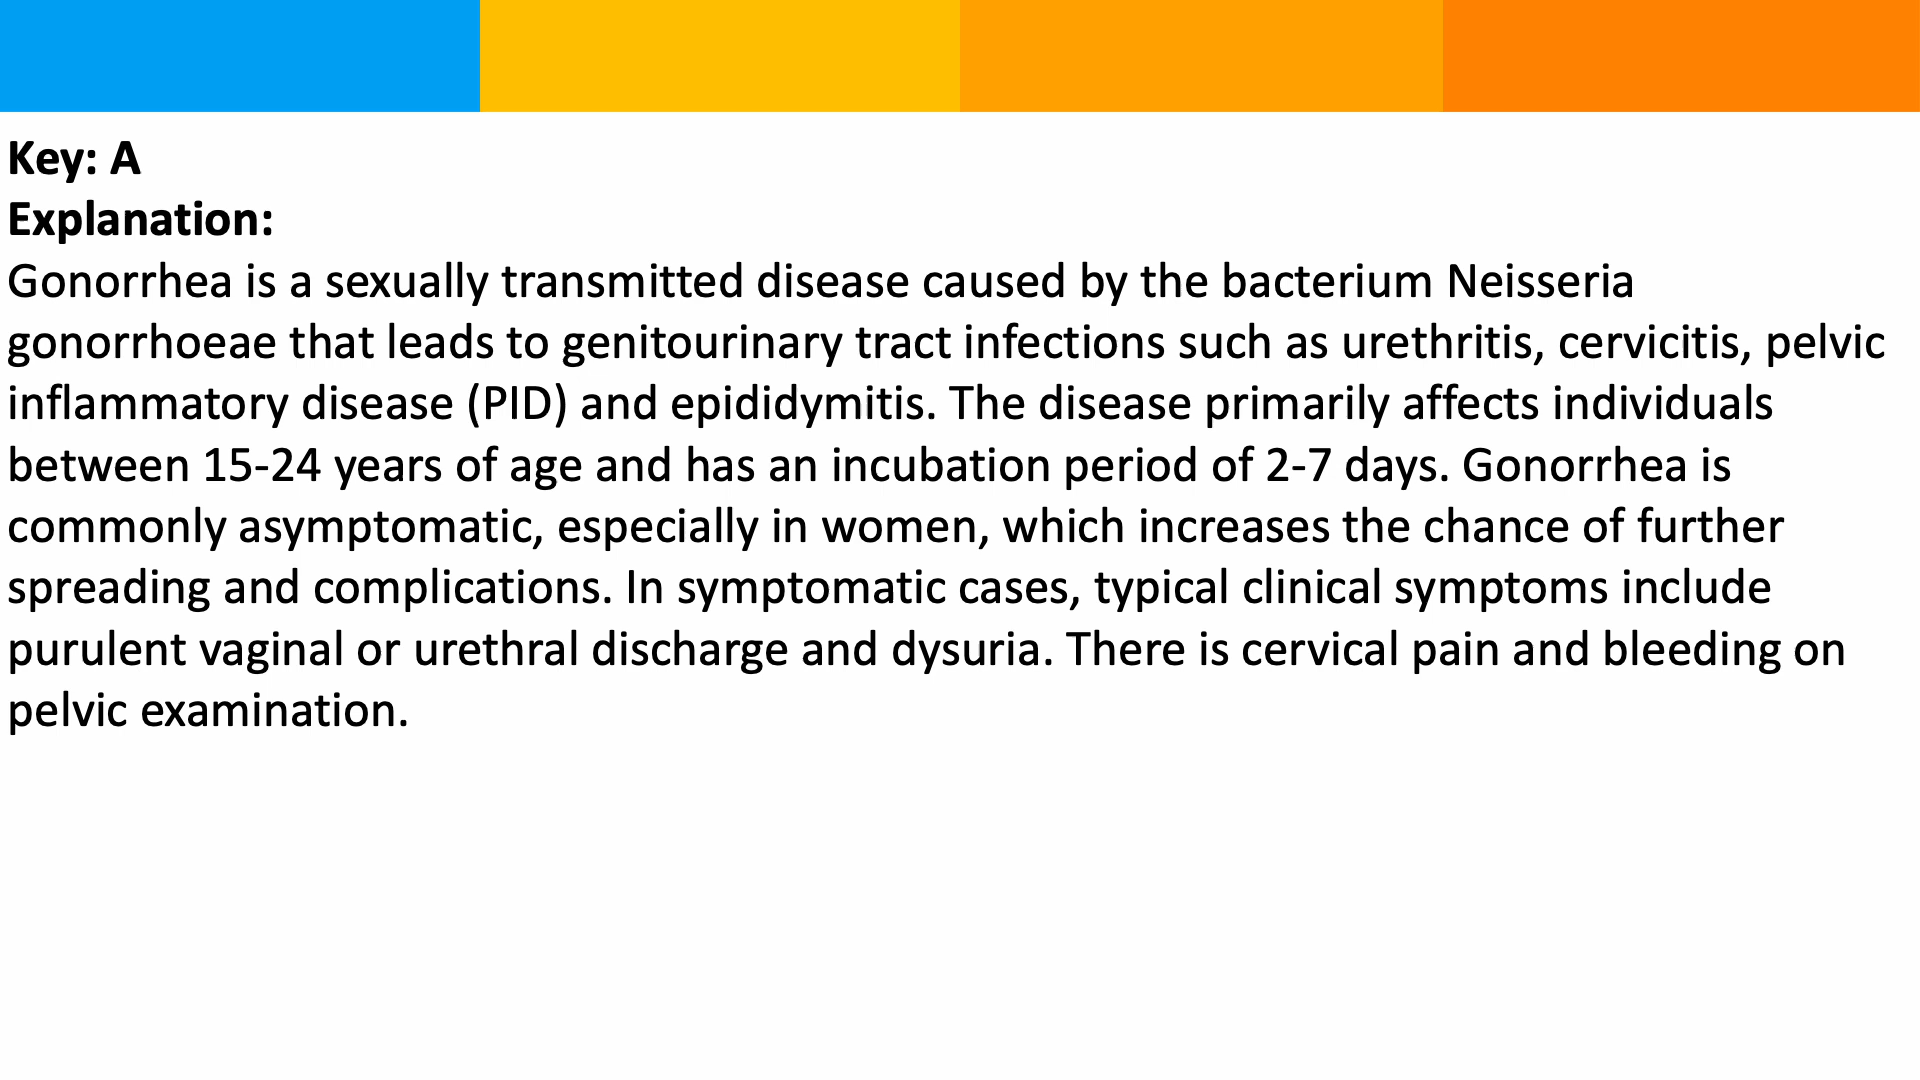 Key: A
Explanation:
Gonorrhea is a sexually transmitted disease caused by the bacterium Neisseria
gonorrhoeae that leads to genitourinary tract infections such as urethritis, cervicitis, pelvic
inflammatory disease (PID) and epididymitis. The disease primarily affects individuals
between 15-24 years of age and has an incubation period of 2-7 days. Gonorrhea is
commonly asymptomatic, especially in women, which increases the chance of further
spreading and complications. In symptomatic cases, typical clinical symptoms include
purulent vaginal or urethral discharge and dysuria. There is cervical pain and bleeding on
pelvic examination.